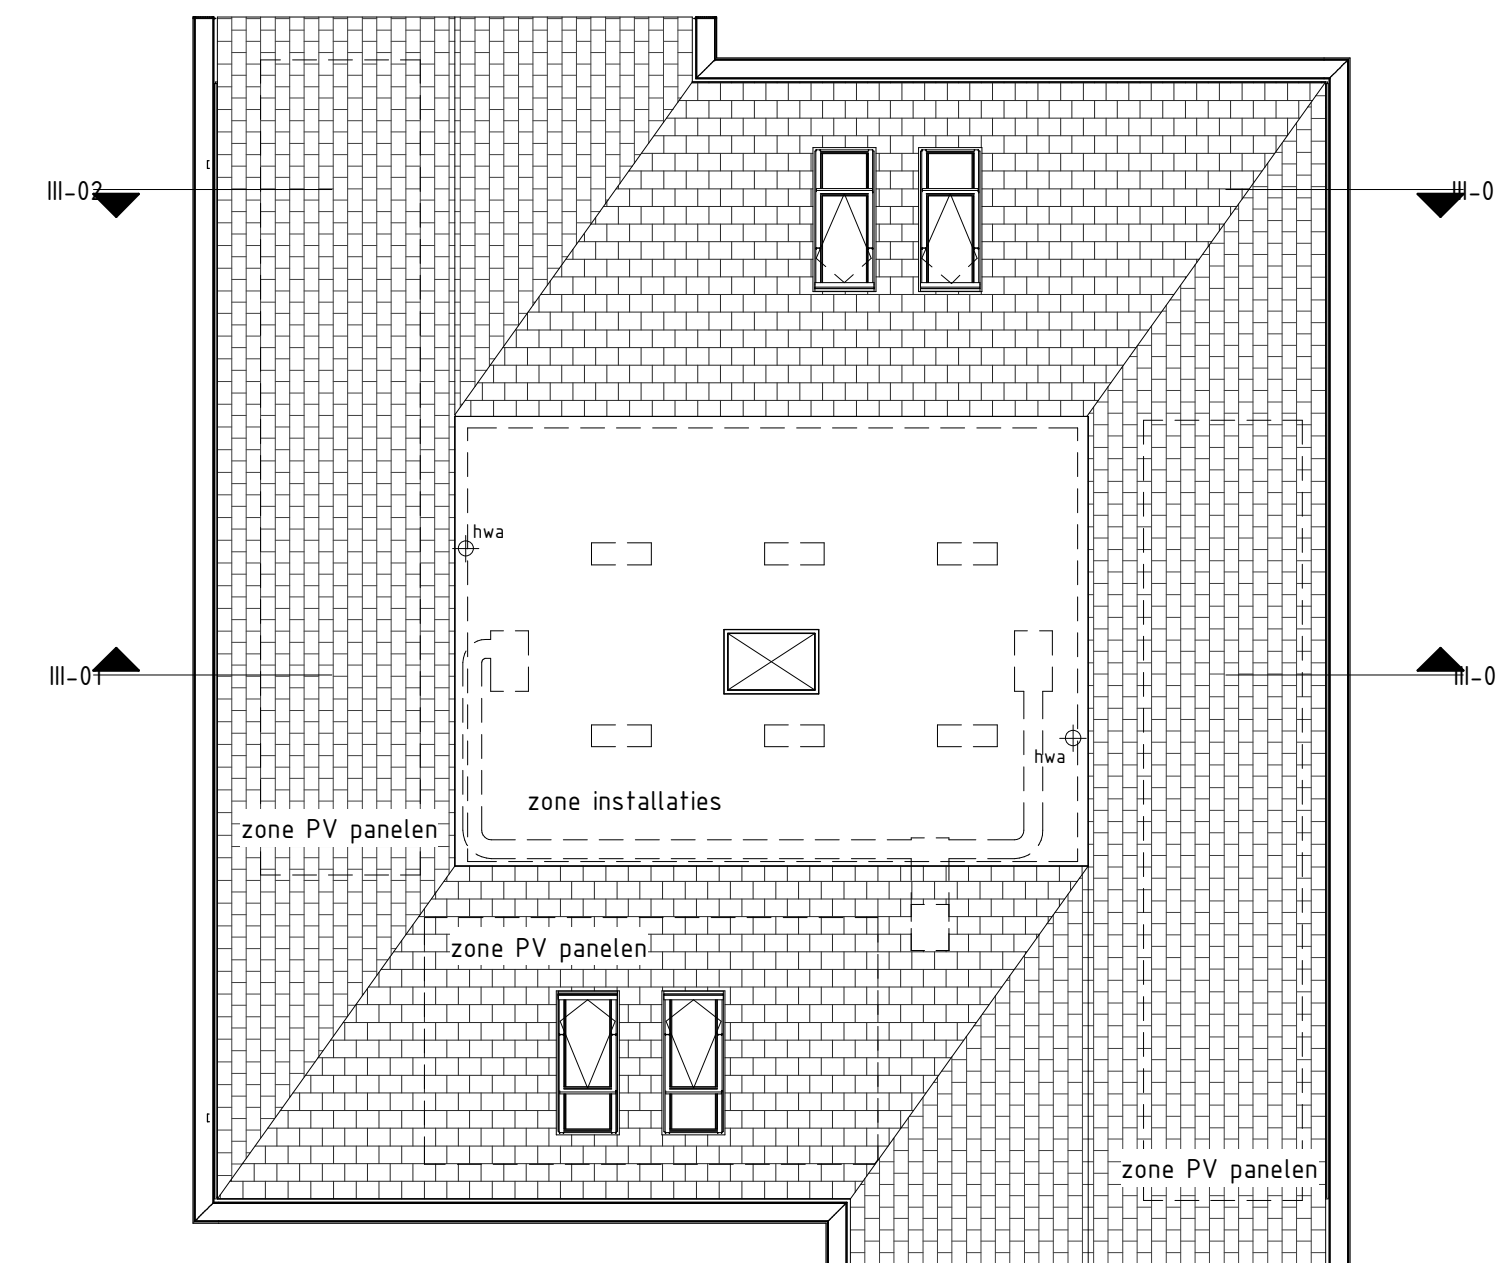 III-02
III-0
hwa
III-01
III-0
hwa
zone installaties
zone PV panelen
zone PV panelen
zone PV panelen